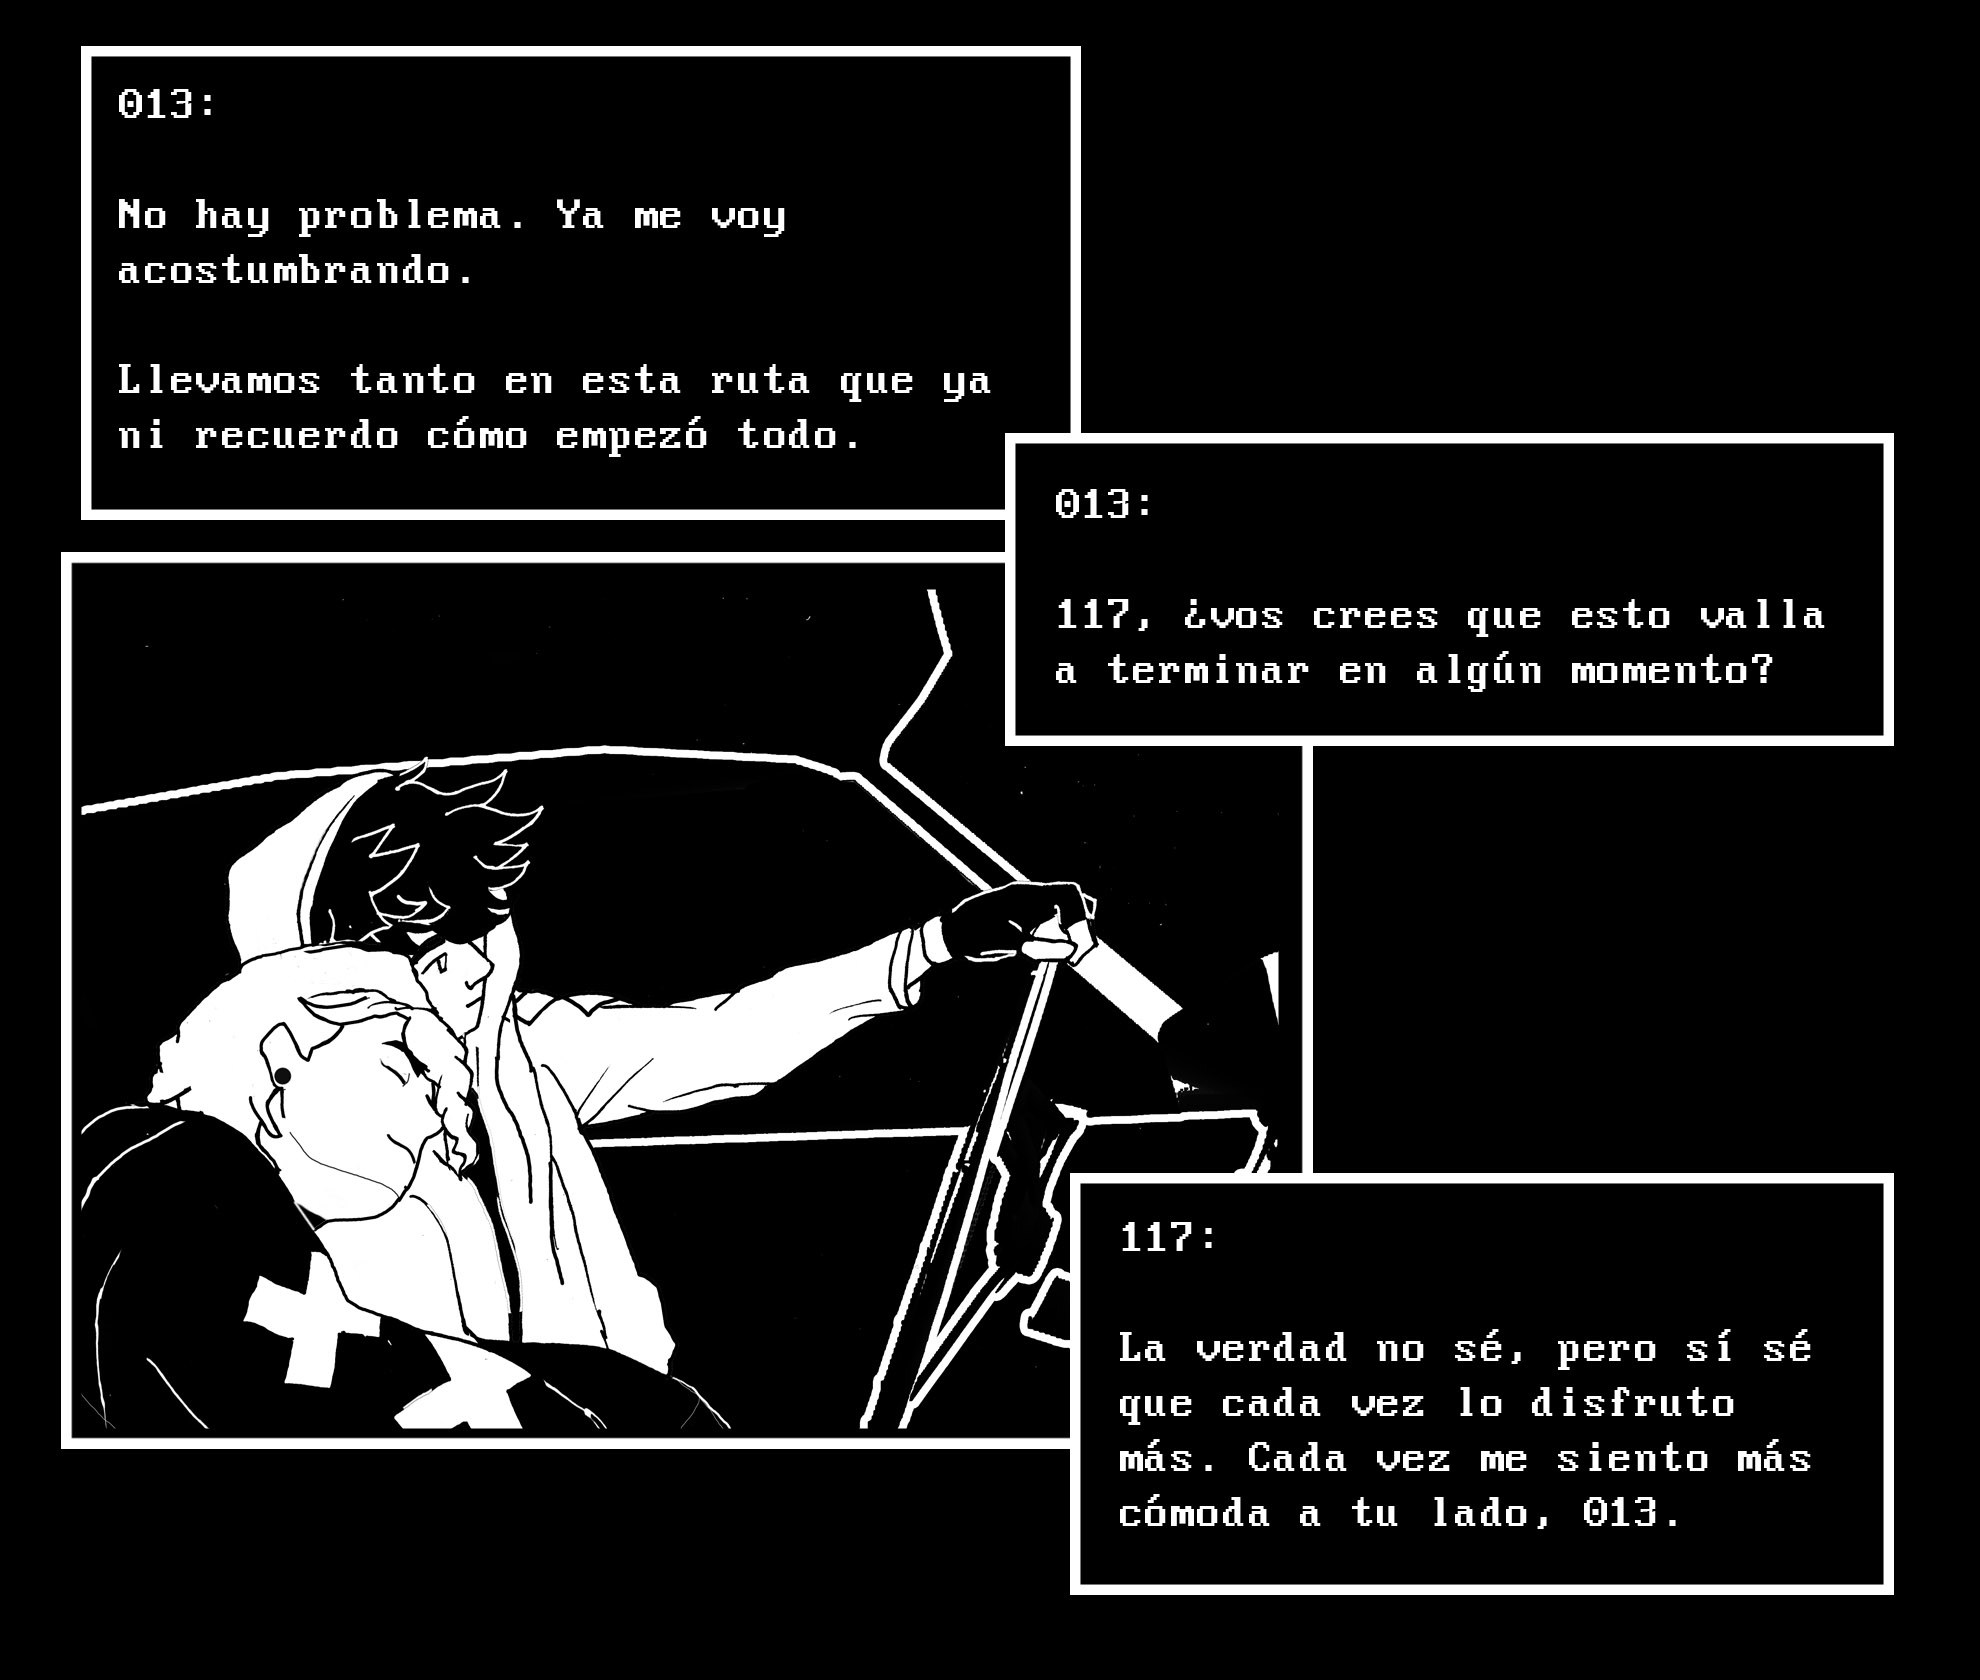 013:
No hay problema. Ya me voy
acostumbrando.
Llevamos tanto en esta ruta que ya
ni recuerdo cómo empezó todo.
013:
117, ¿vos crees que esto valla
a terminar en algún momento?
117:
La verdad no sé, pero sí sé
que cada vez lo disfruto
más. Cada vez me siento más
cómoda a tu lado, 013.